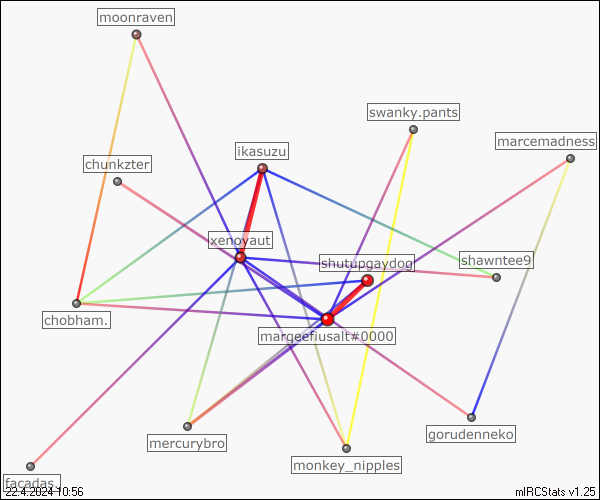 moonraven
swanky.pants
marcemadness
ikasuzu
chunkzter
xenoyaut
shutupgaydog
shawntee9
chobham.
marqeefiusalt#0000
gorudenneko
mercurybro
monkey_nipples
facadas.
22.4.2024 10:56
mIRCStats v1.25